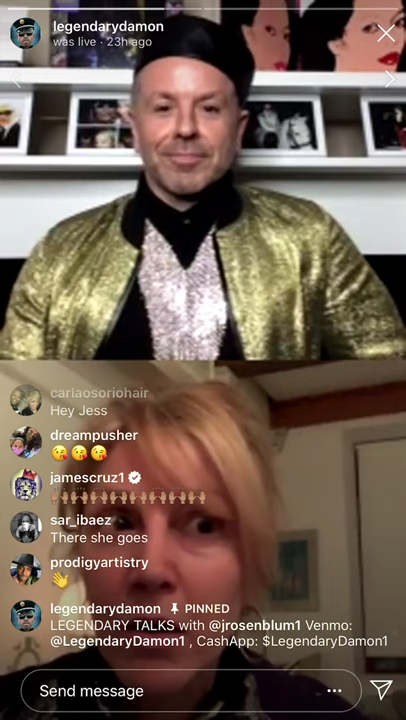 legendarydamon
was live · 23h ago
carlaosoriohair
Hey Jess
dreampusher
😘😘😘
jamescruz1
🙌🏽🙌🏽🙌🏽🙌🏽🙌🏽🙌🏽🙌🏽
sar_ibaez
There she goes
prodigyartistry
👋
legendarydamon PINNED
LEGENDARY TALKS with @jrosenblum1 Venmo:
@LegendaryDamon1 , CashApp: $LegendaryDamon1
Send message